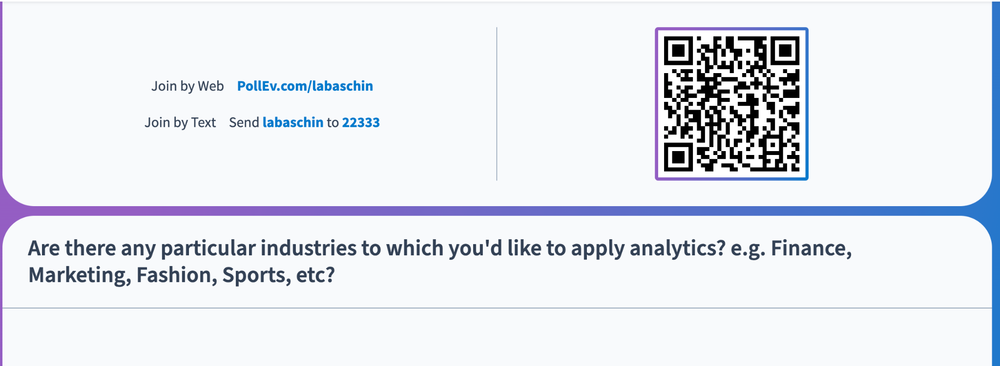 Join by Web PollEv.com/labaschin
Join by Text Send labaschin to 22333
Are there any particular industries to which you'd like to apply analytics? e.g. Finance,
Marketing, Fashion, Sports, etc?